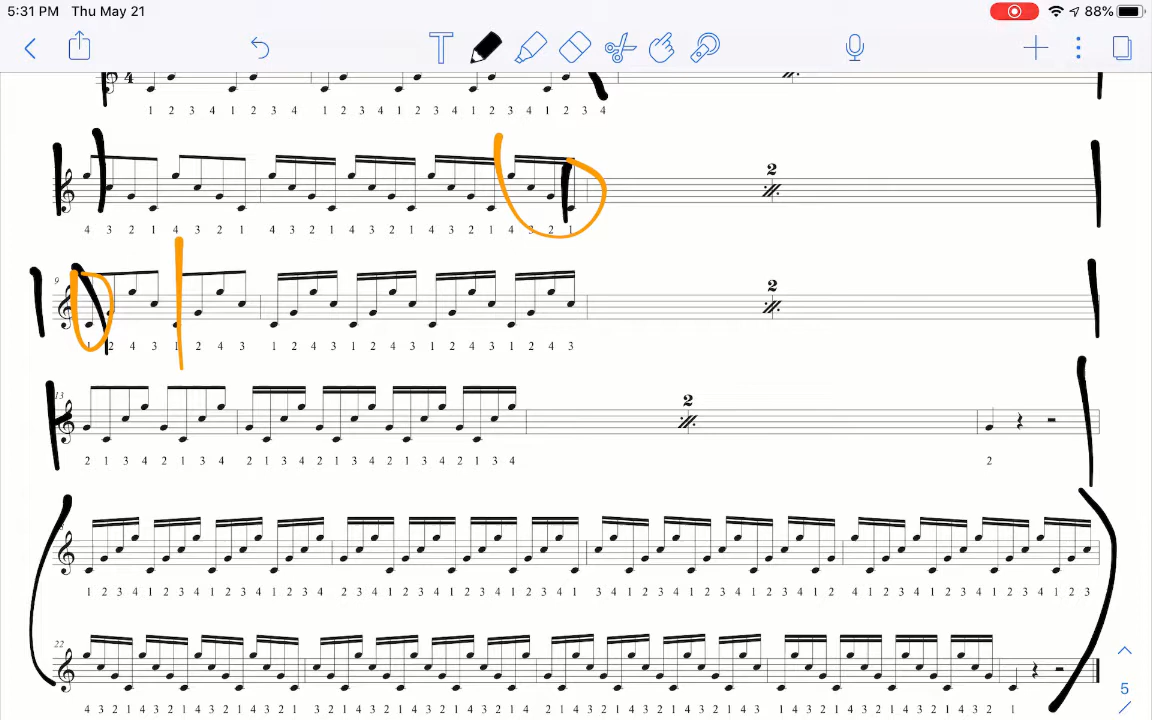 5:31 PM Thu May 21 88%
4
1 2 3 4 1 2 3 4 1 2 3 4 1 2 3 4 1 2 3 4 1 2 3 4
2
4 3 2 1 4 3 2 1 4 3 2 1 4 3 2 1 4 3 2 1 4 3 2 1
9 2
1 2 4 3 1 2 4 3 1 2 4 3 1 2 4 3 1 2 4 3 1 2 4 3
13 2
2 1 3 4 2 1 3 4 2 1 3 4 2 1 3 4 2 1 3 4 2 1 3 4 2
1 2 3 4 1 2 3 4 1 2 3 4 1 2 3 4 2 3 4 1 2 3 4 1 2 3 4 1 2 3 4 1 3 4 1 2 3 4 1 2 3 4 1 2 3 4 1 2 4 1 2 3 4 1 2 3 4 1 2 3 4 1 2 3
22
4 3 2 1 4 3 2 1 4 3 2 1 4 3 2 1 3 2 1 4 3 2 1 4 3 2 1 4 3 2 1 4 2 1 4 3 2 1 4 3 2 1 4 3 2 1 4 3 1 4 3 2 1 4 3 2 1 4 3 2 1 4 3 2 1
5